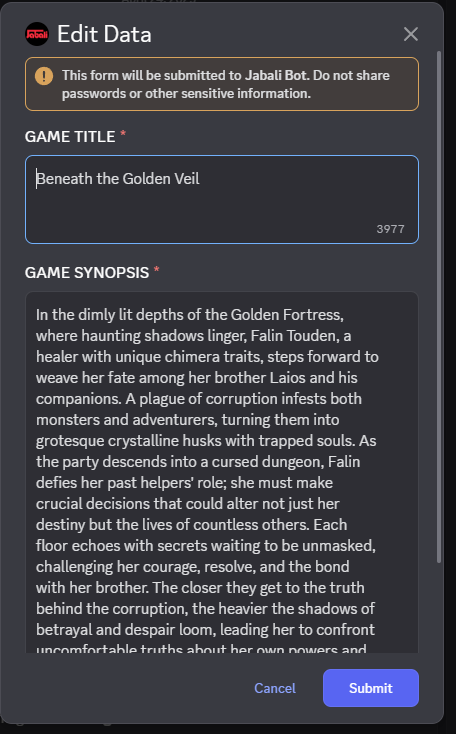 Jabali
Edit Data
This form will be submitted to Jabali Bot. Do not share
passwords or other sensitive information.
GAME TITLE *
Beneath the Golden Veil
3977
GAME SYNOPSIS *
In the dimly lit depths of the Golden Fortress,
where haunting shadows linger, Falin Touden, a
healer with unique chimera traits, steps forward to
weave her fate among her brother Laios and his
companions. A plague of corruption infests both
monsters and adventurers, turning them into
grotesque crystalline husks with trapped souls. As
the party descends into a cursed dungeon, Falin
defies her past helpers' role; she must make
crucial decisions that could alter not just her
destiny but the lives of countless others. Each
floor echoes with secrets waiting to be unmasked,
challenging her courage, resolve, and the bond
with her brother. The closer they get to the truth
behind the corruption, the heavier the shadows of
betrayal and despair loom, leading her to confront
uncomfortable truths about her own powers and
Cancel
Submit